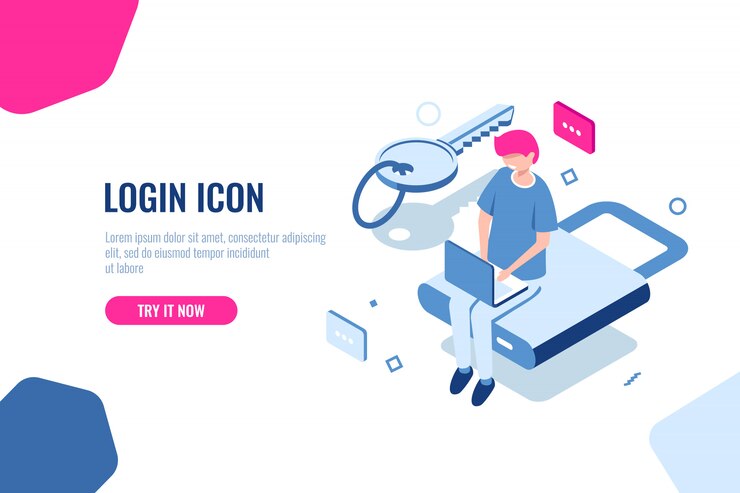 LOGIN ICON
Lorem ipsum dolor sit amet, consectetur adipiscing
elit, sed do eiusmod tempor incididunt
ut labore
TRY IT NOW